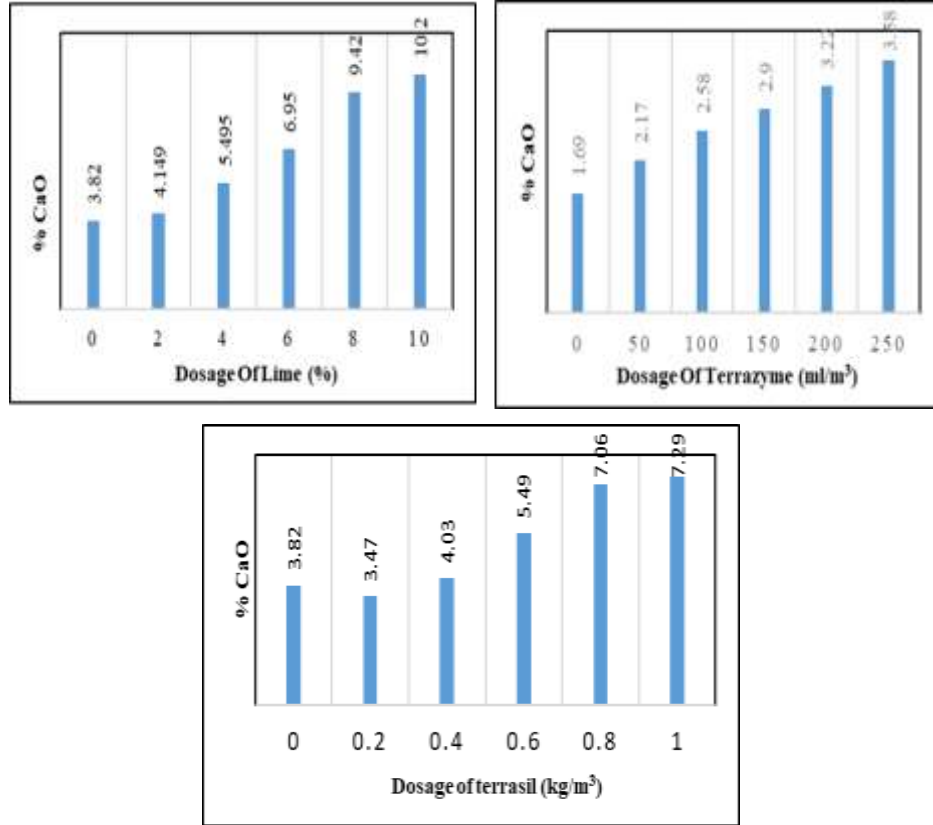 % CaO
3.82
4.149
5.495
6.95
9.42
10.2
0 2 4 6 8 10
Dosage Of Lime (%)
% CaO
1.69
2.17
2.58
2.9
3.22
3.58
0 50 100 150 200 250
Dosage Of Terrazyme (ml/m³)
% CaO
3.82
3.47
4.03
5.49
7.06
7.29
0 0.2 0.4 0.6 0.8 1
Dosage of terrasil (kg/m³)